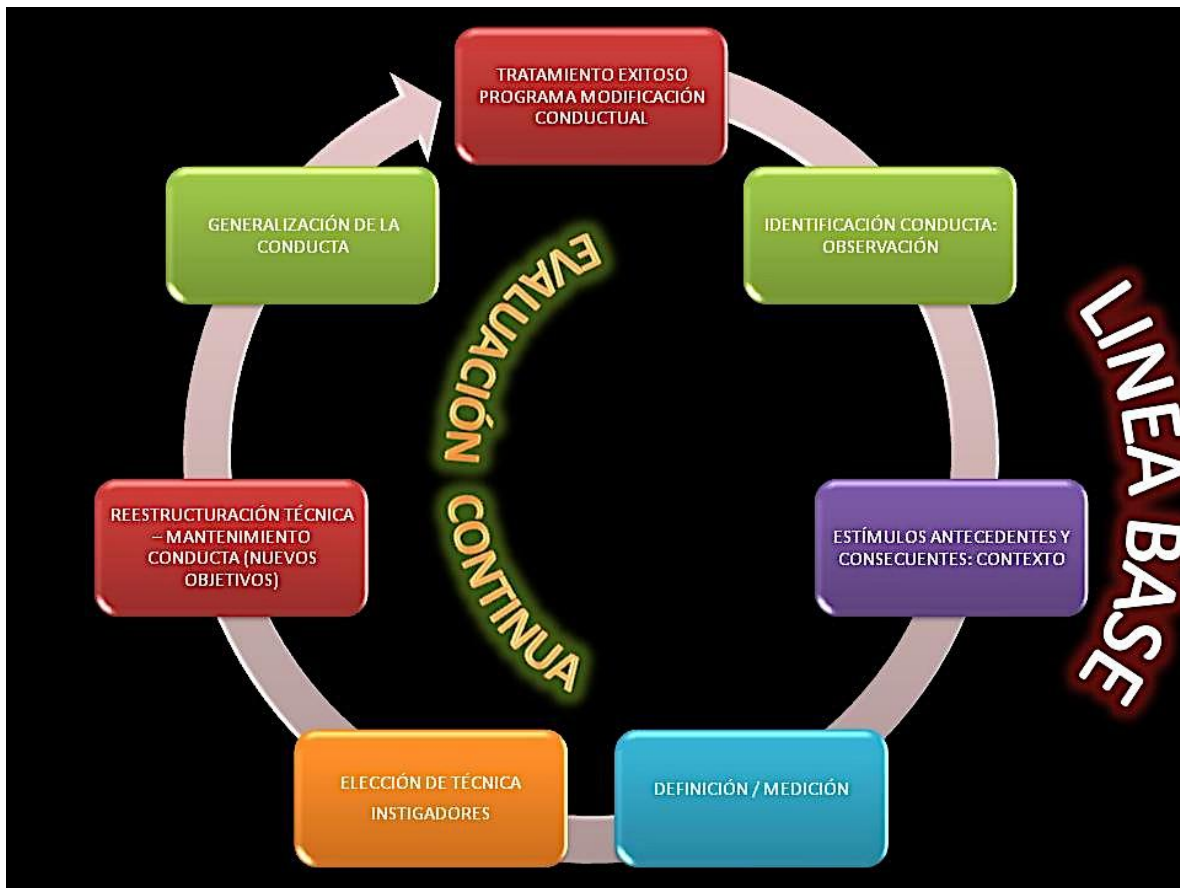 TRATAMIENTO EXITOSO
PROGRAMA MODIFICACIÓN
CONDUCTUAL
IDENTIFICACIÓN CONDUCTA:
OBSERVACIÓN
ESTÍMULOS ANTECEDENTES Y
CONSECUENTES: CONTEXTO
DEFINICIÓN / MEDICIÓN
ELECCIÓN DE TÉCNICA
INSTIGADORES
REESTRUCTURACIÓN TÉCNICA
– MANTENIMIENTO
CONDUCTA (NUEVOS
OBJETIVOS)
GENERALIZACIÓN DE LA
CONDUCTA
EVALUACIÓN CONTINUA
LINEA BASE